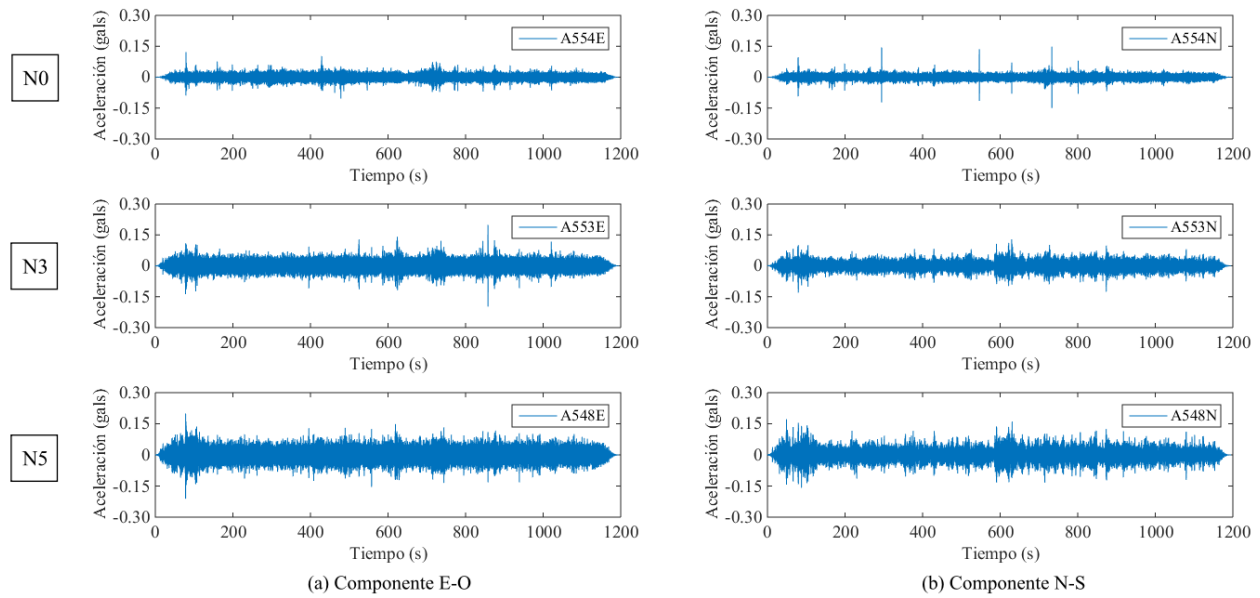 N0
Aceleración (gals)
0.30
0.15
0
-0.15
-0.30
A554E
0 200 400 600 800 1000 1200
Tiempo (s)
Aceleración (gals)
0.30
0.15
0
-0.15
-0.30
A554N
0 200 400 600 800 1000 1200
Tiempo (s)
N3
Aceleración (gals)
0.30
0.15
0
-0.15
-0.30
A553E
0 200 400 600 800 1000 1200
Tiempo (s)
Aceleración (gals)
0.30
0.15
0
-0.15
-0.30
A553N
0 200 400 600 800 1000 1200
Tiempo (s)
N5
Aceleración (gals)
0.30
0.15
0
-0.15
-0.30
A548E
0 200 400 600 800 1000 1200
Tiempo (s)
Aceleración (gals)
0.30
0.15
0
-0.15
-0.30
A548N
0 200 400 600 800 1000 1200
Tiempo (s)
(a) Componente E-O
(b) Componente N-S